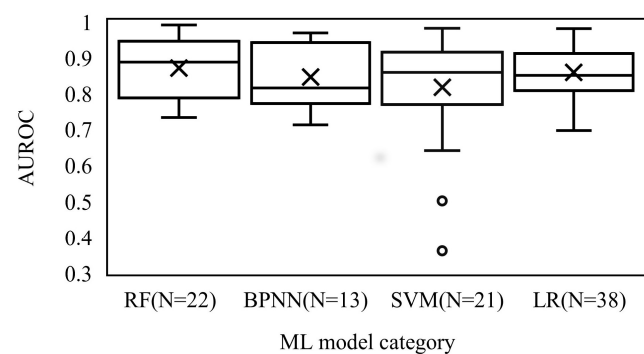 1
0.9
0.8
0.7
0.6
0.5
0.4
0.3
AUROC
RF(N=22) BPNN(N=13) SVM(N=21) LR(N=38)
ML model category